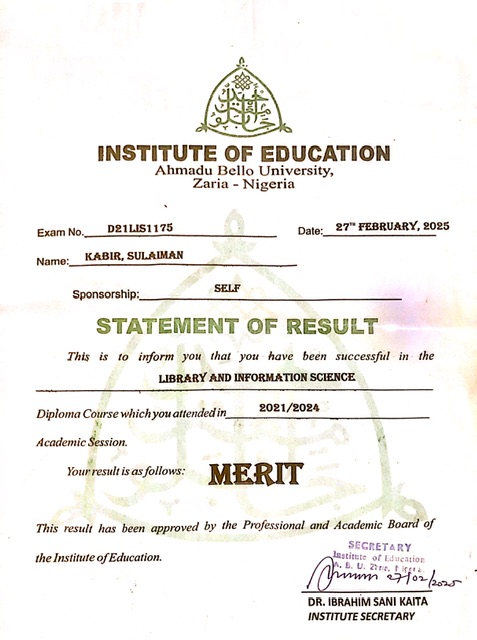 INSTITUTE OF EDUCATION
Ahmadu Bello University,
Zaria - Nigeria
Exam No. D21LIS1175 Date: 27TH FEBRUARY, 2025
Name: KABIR, SULAIMAN
Sponsorship: SELF
STATEMENT OF RESULT
This is to inform you that you have been successful in the
LIBRARY AND INFORMATION SCIENCE
Diploma Course which you attended in 2021/2024
Academic Session.
Your result is as follows: MERIT
This result has been approved by the Professional and Academic Board of
the Institute of Education.
SECRETARY
Institute of Education
A. B. U. Zaria, Nigeria.
27/02/2025
DR. IBRAHIM SANI KAITA
INSTITUTE SECRETARY